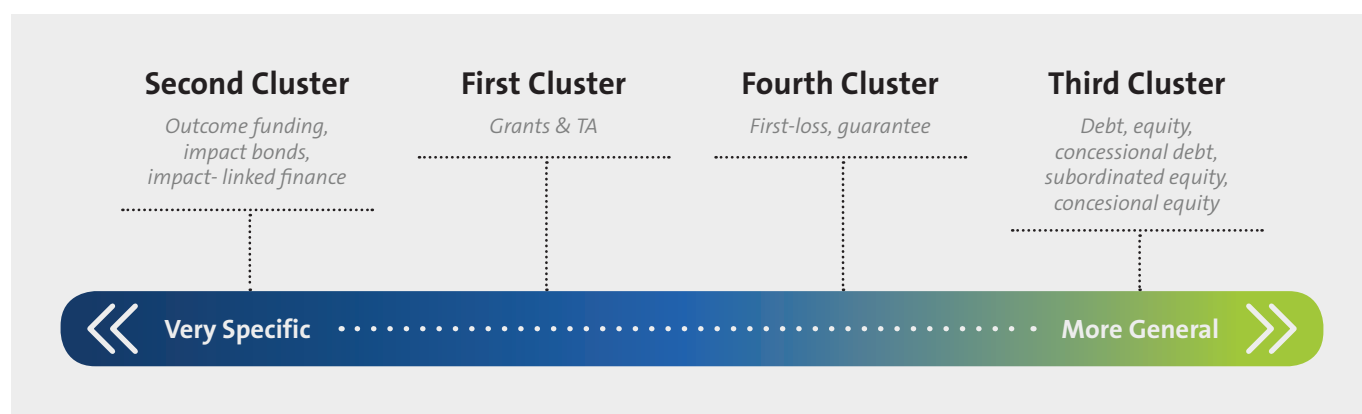 Second Cluster
Outcome funding,
impact bonds,
impact- linked finance
First Cluster
Grants & TA
Fourth Cluster
First-loss, guarantee
Third Cluster
Debt, equity,
concessional debt,
subordinated equity,
concesional equity
Very Specific
More General